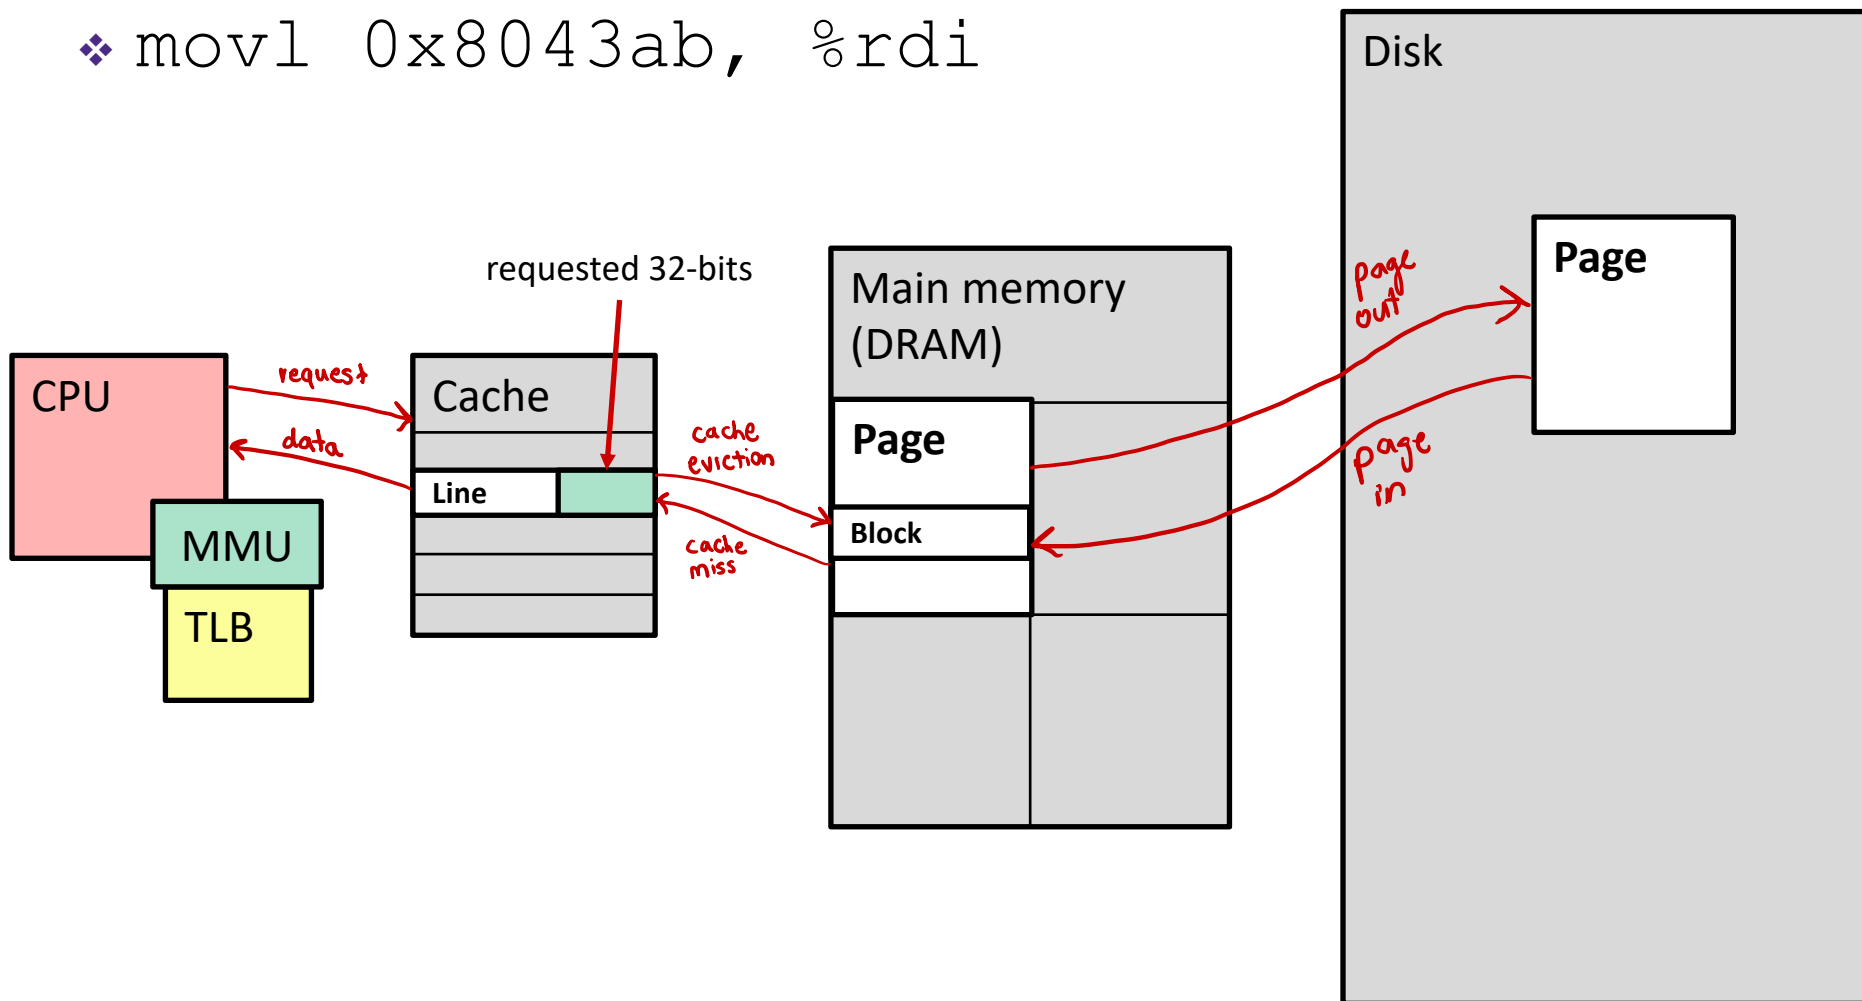 movl 0x8043ab, %rdi
Disk
Page
requested 32-bits
Main memory
(DRAM)
page
out
CPU
request
Cache
data
cache
eviction
Page
page
in
Line
Block
MMU
cache
miss
TLB